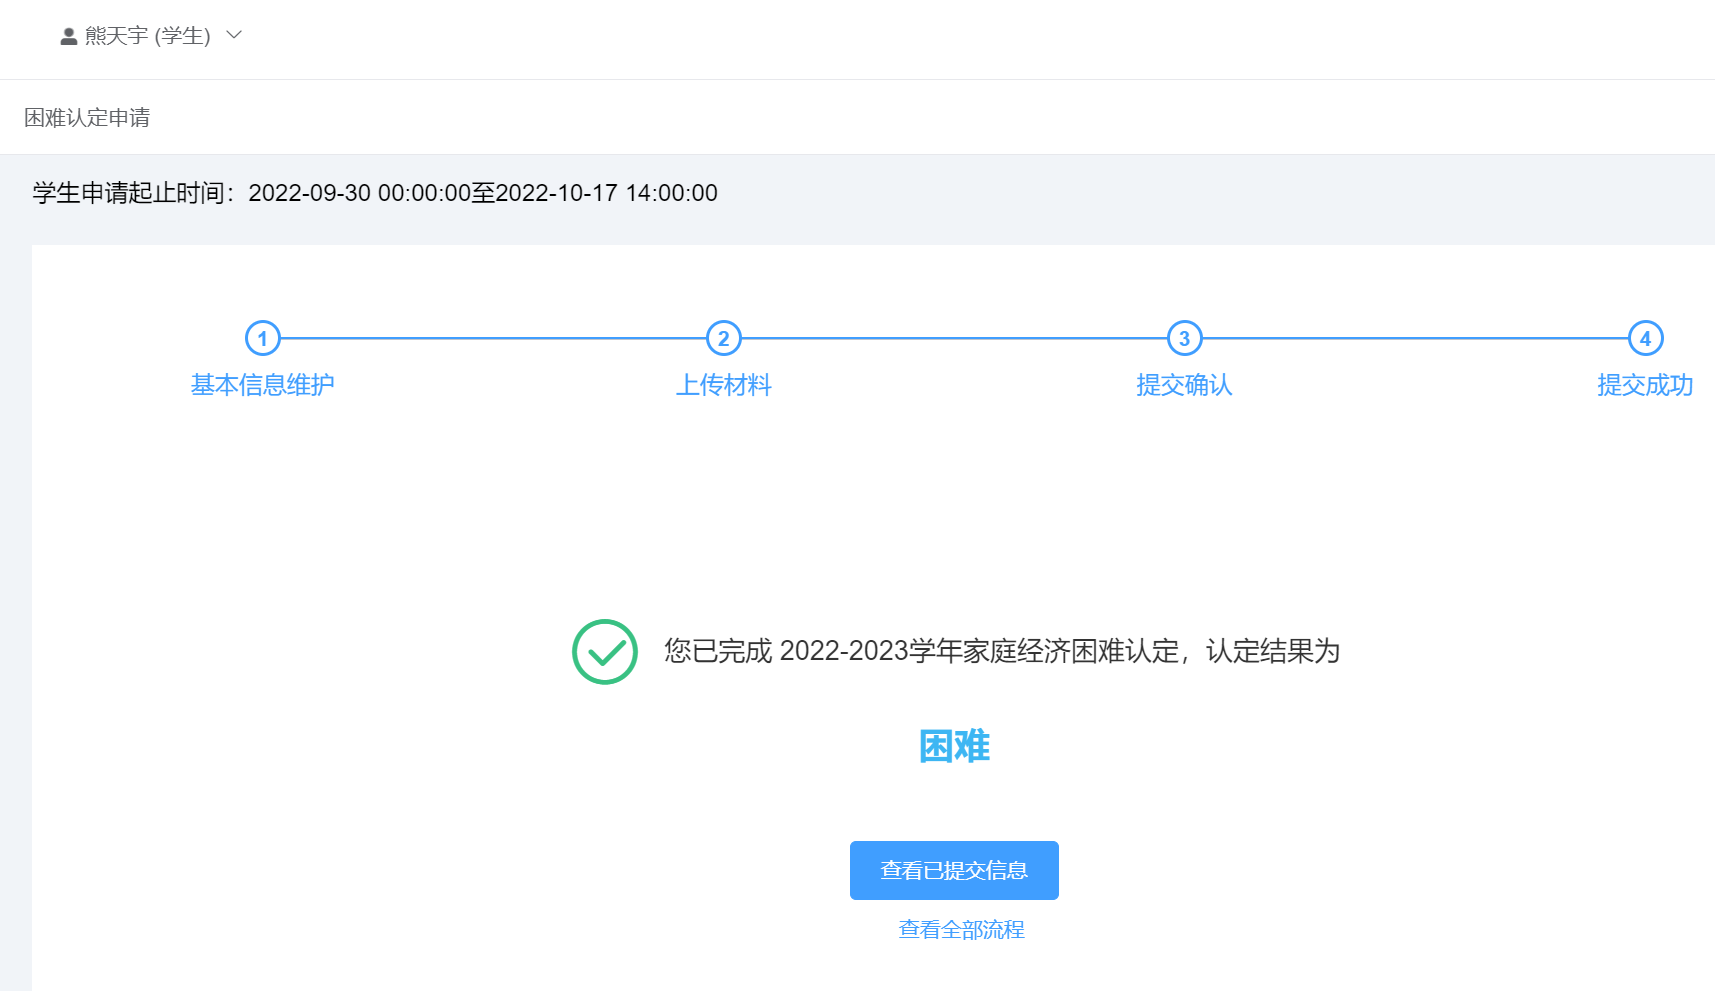 熊天宇 (学生)
困难认定申请
学生申请起止时间：2022-09-30 00:00:00至2022-10-17 14:00:00
1 2 3 4
基本信息维护 上传材料 提交确认 提交成功
您已完成 2022-2023学年家庭经济困难认定，认定结果为
困难
查看已提交信息
查看全部流程